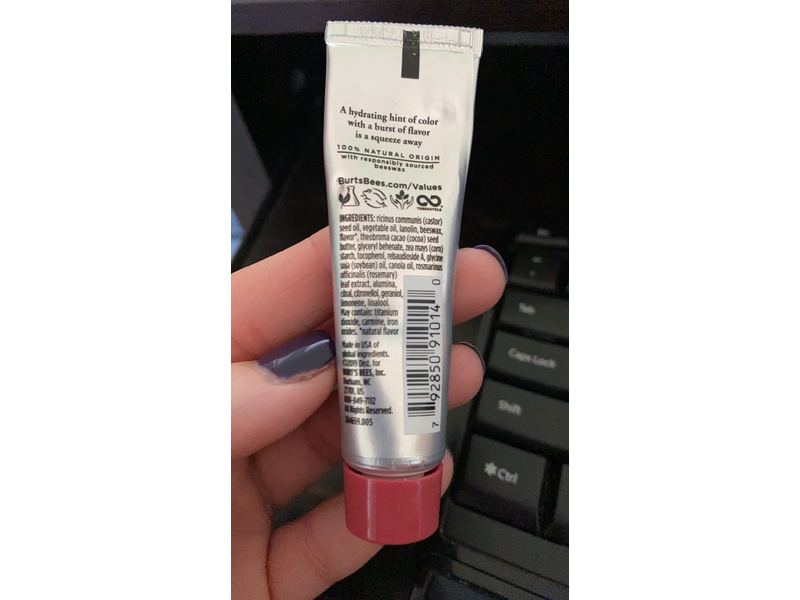 A hydrating hint of color
with a burst of flavor
is a squeeze away
100% NATURAL ORIGIN
with responsibly sourced
beeswax
BurtsBees.com/Values
TERRACYCLE
INGREDIENTS: ricinus communis (castor)
seed oil, vegetable oil, lanolin, beeswax,
flavor*, theobroma cacao (cocoa) seed
butter, glyceryl behenate, zea mays (corn)
starch, tocopherol, rebaudioside A, glycine
soja (soybean) oil, canola oil, rosmarinus
officinalis (rosemary)
leaf extract, alumina,
citral, citronellol, geraniol,
limonene, linalool.
May contain: titanium
dioxide, carmine, iron
oxides. *natural flavor
Made in USA of
global ingredients.
©2019 Dist. for
BURT'S BEES, Inc.
Durham, NC
27701, US
800-849-7112
All Rights Reserved.
7 92850 91014 0
Tab
Caps Lock
Shift
Ctrl